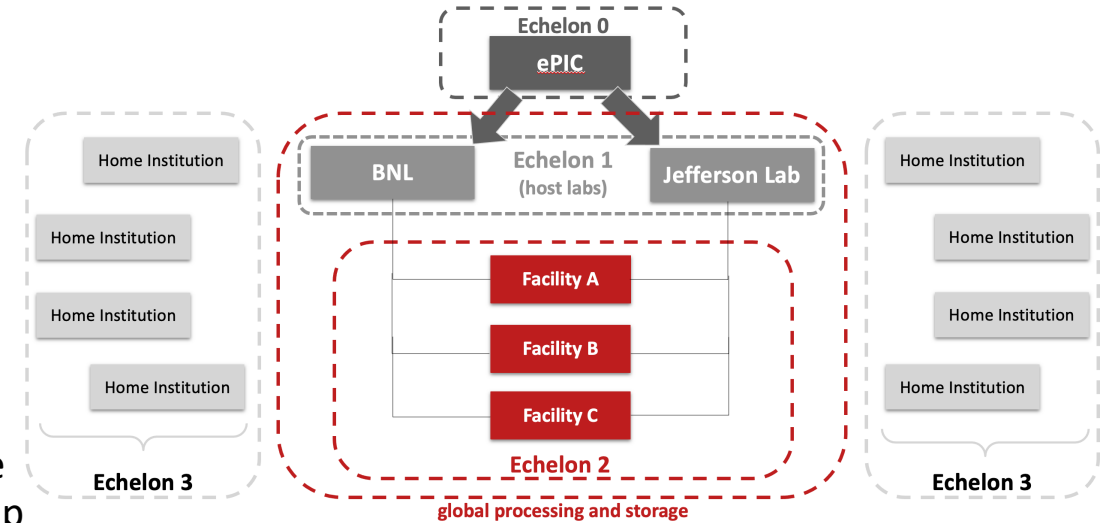 Echelon 0
ePIC
BNL
Echelon 1
(host labs)
Jefferson Lab
Home Institution
Home Institution
Home Institution
Home Institution
Echelon 3
Facility A
Facility B
Facility C
Echelon 2
global processing and storage
Home Institution
Home Institution
Home Institution
Home Institution
Echelon 3
e
p